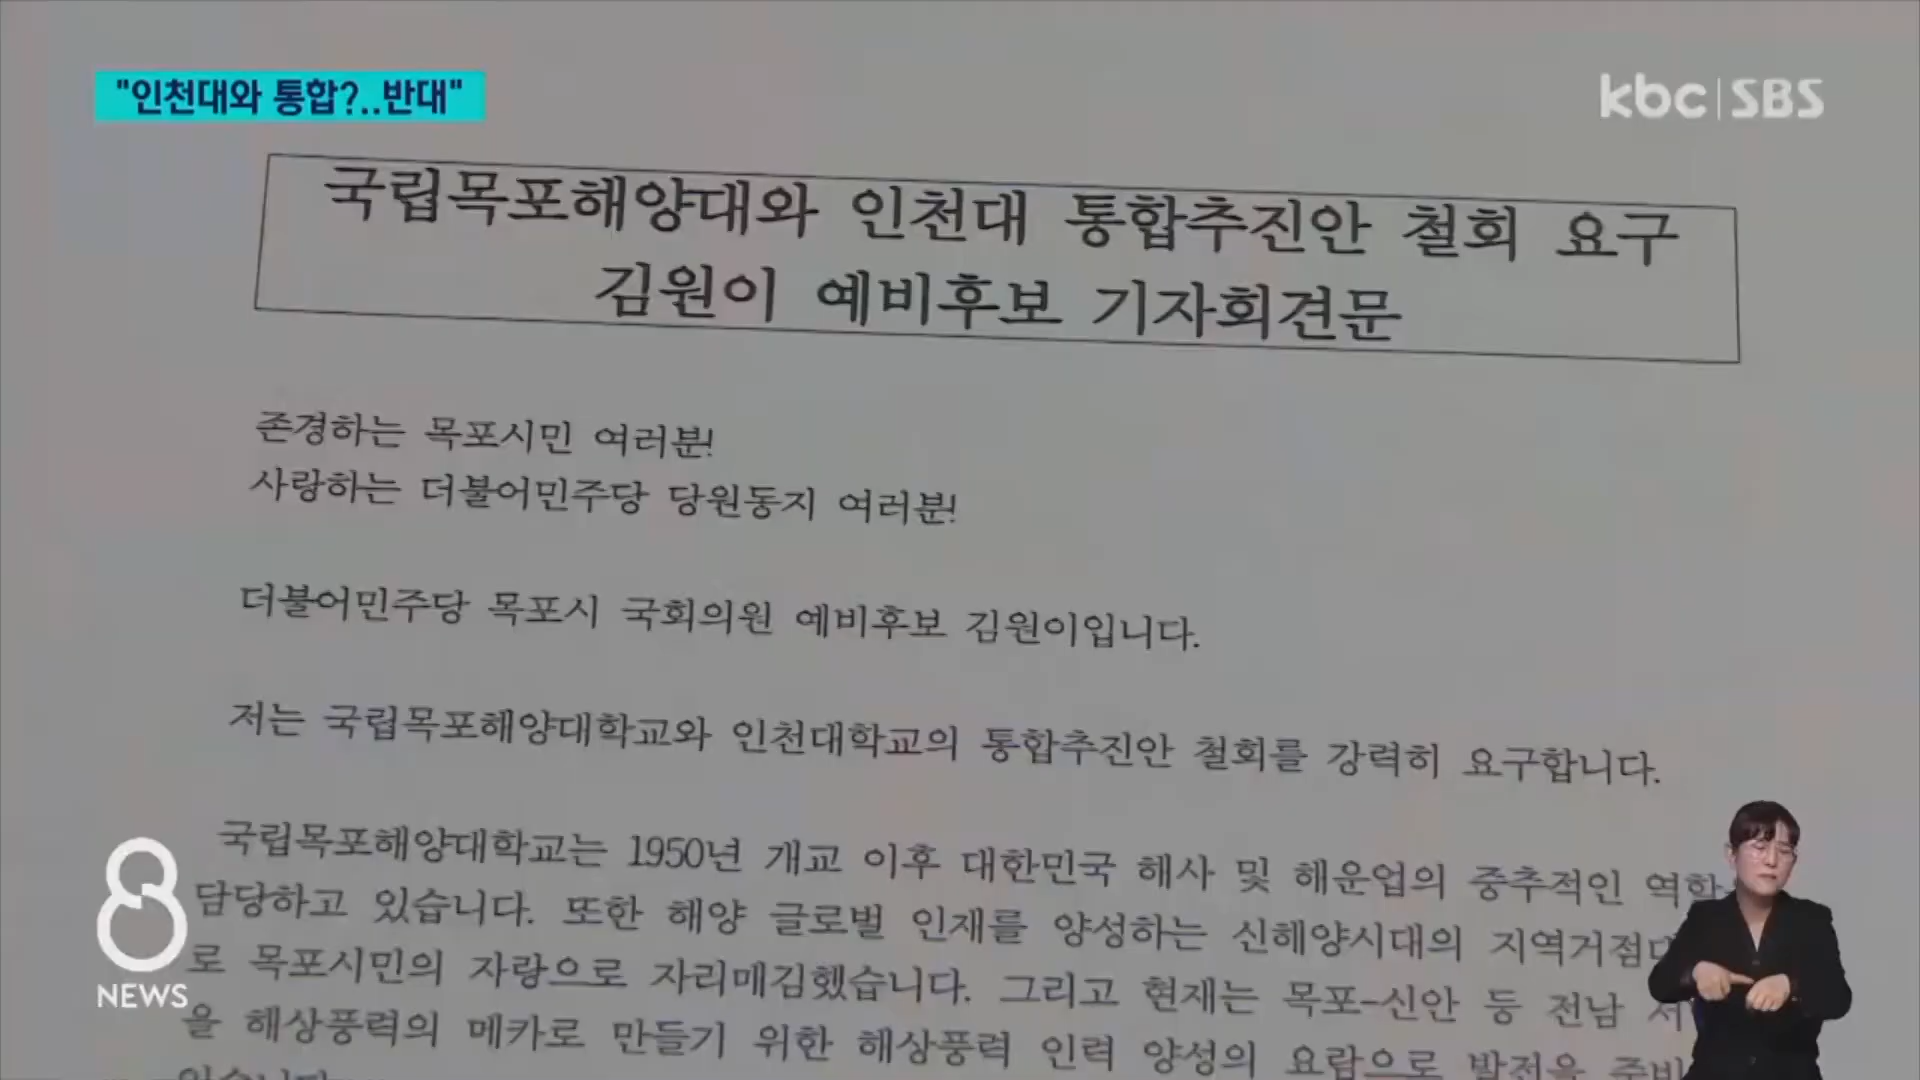 "인천대와 통합?..반대"
kbc | SBS
국립목포해양대와 인천대 통합추진안 철회 요구
김원이 예비후보 기자회견문
존경하는 목포시민 여러분!
사랑하는 더불어민주당 당원동지 여러분!
더불어민주당 목포시 국회의원 예비후보 김원이입니다.
저는 국립목포해양대학교와 인천대학교의 통합추진안 철회를 강력히 요구합니다.
국립목포해양대학교는 1950년 개교 이후 대한민국 해사 및 해운업의 중추적인
담당하고 있습니다. 또한 해양 글로벌 인재를 양성하는 신해양시대의
로 목포시민의 자랑으로 자리매김했습니다. 그리고 현재는 목포-신안 등 전남
을 해상풍력의 메카로 만들기 위한 해상풍력 인력 양성의 요람으로 발전을
8
NEWS